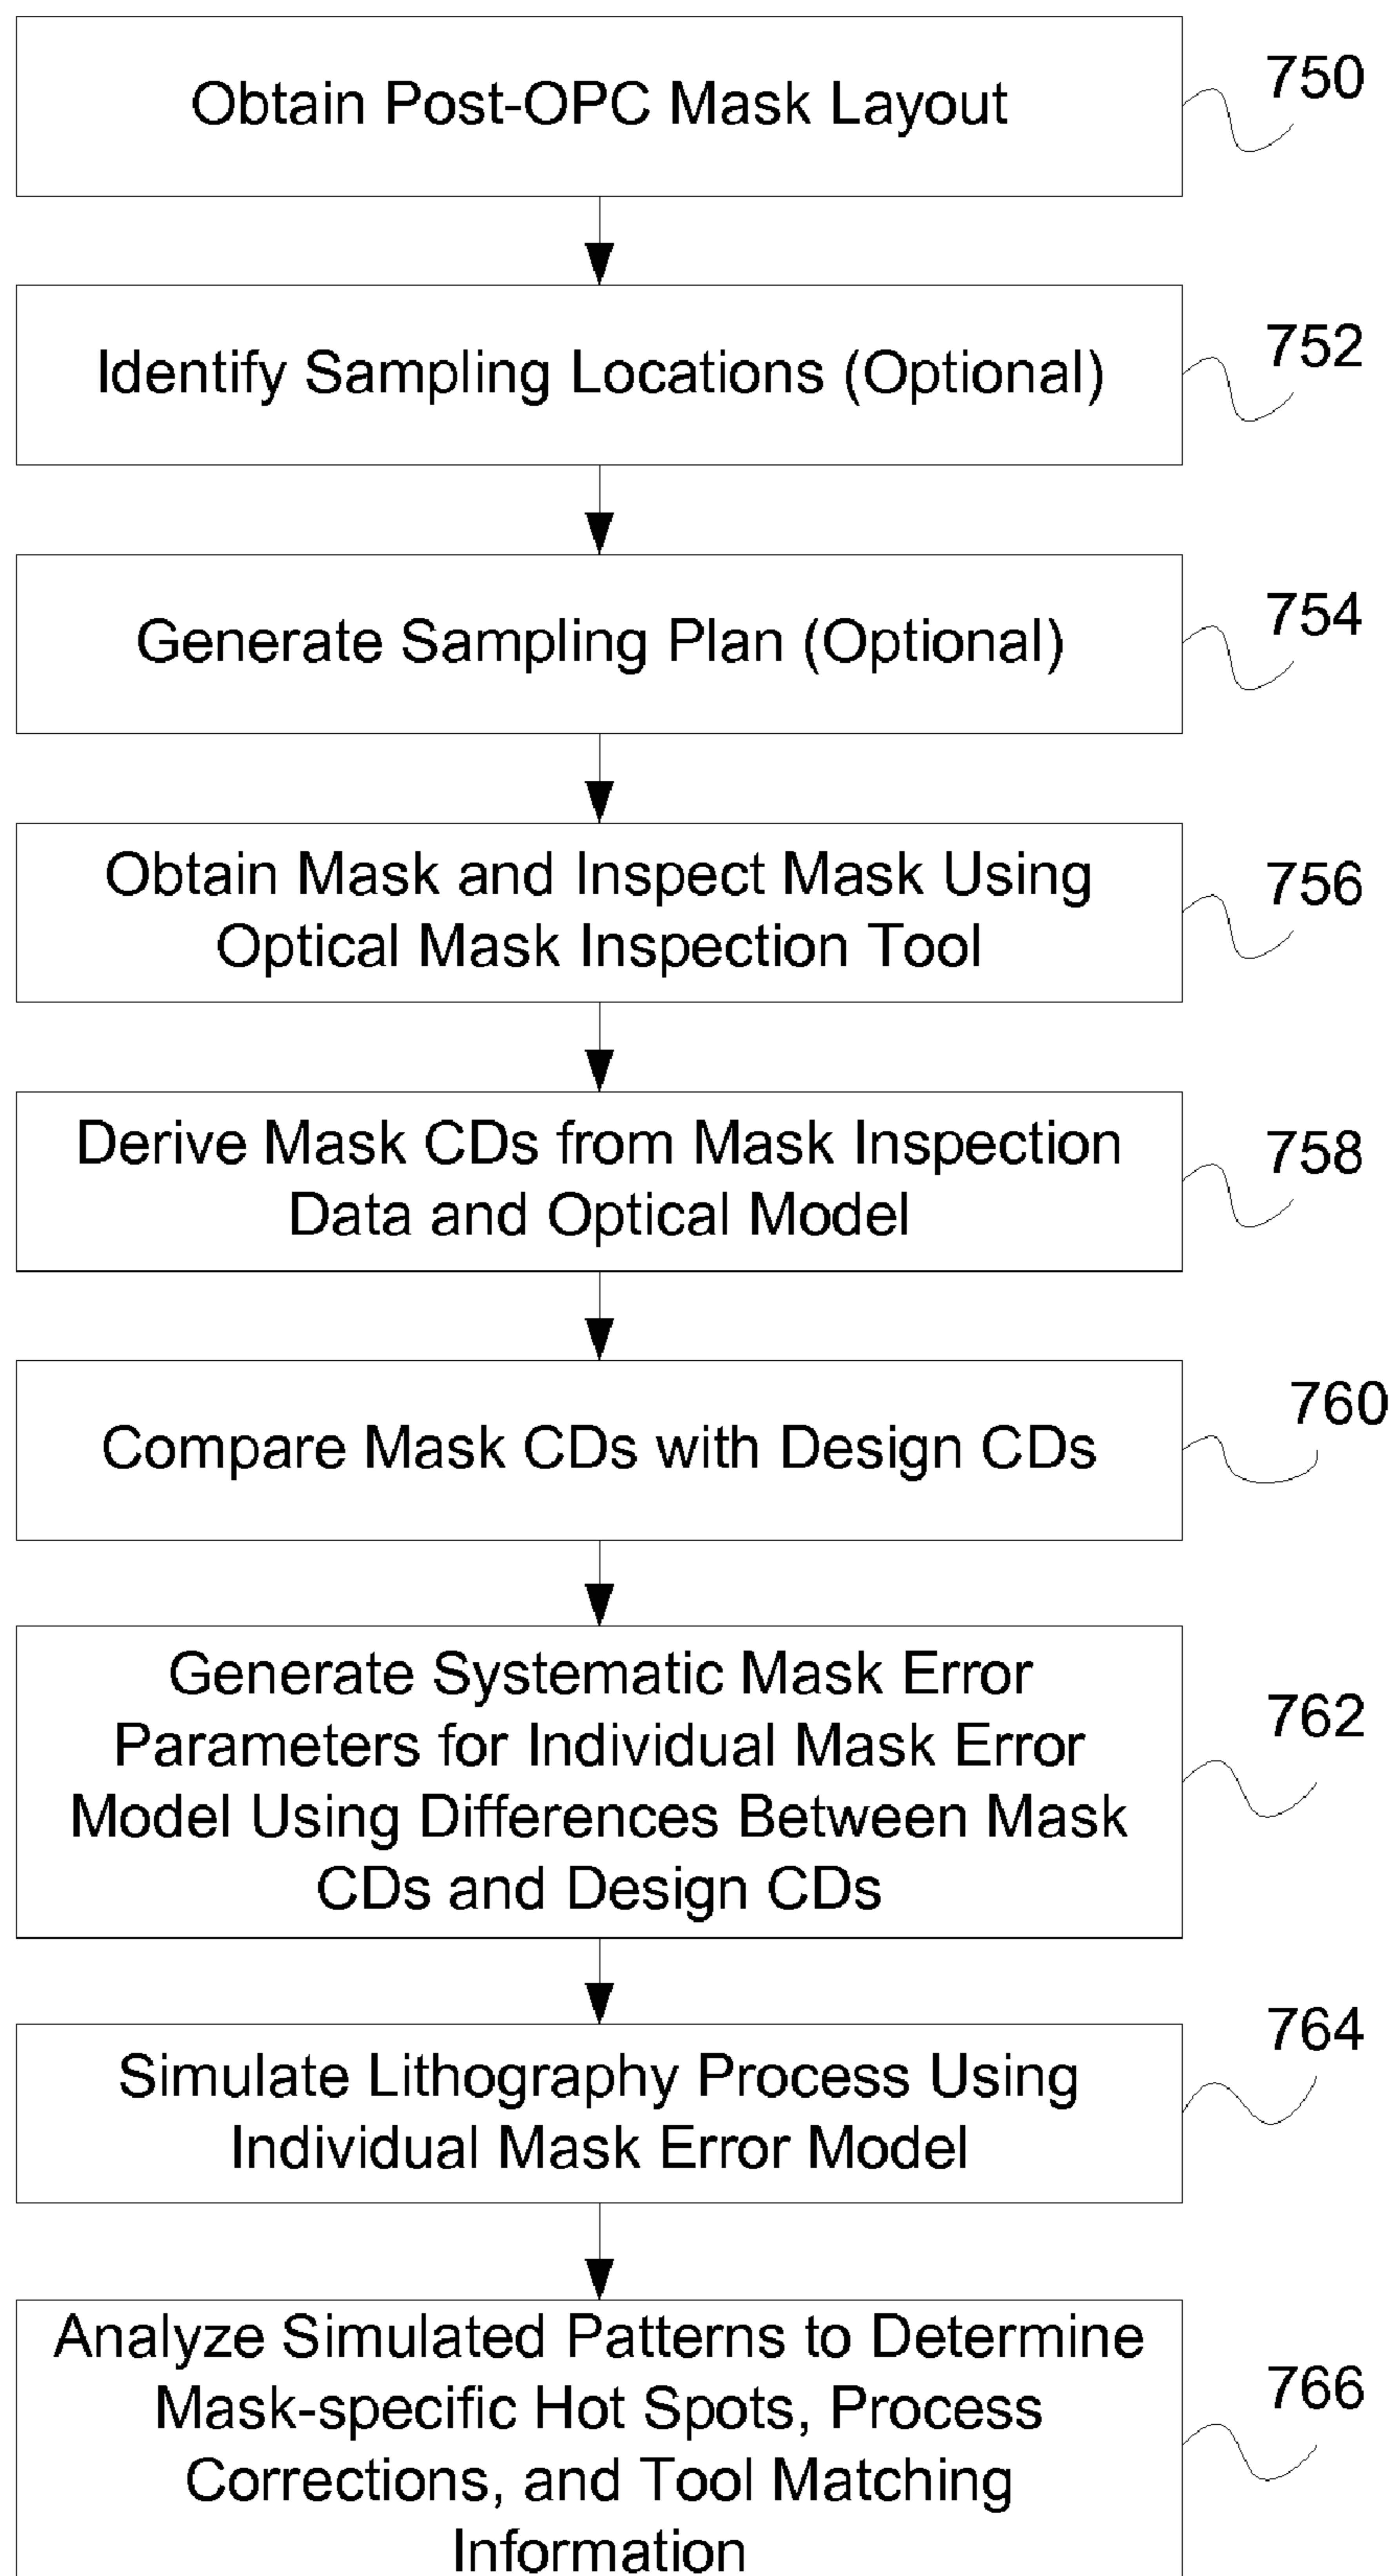 Obtain Post-OPC Mask Layout
750
Identify Sampling Locations (Optional)
752
Generate Sampling Plan (Optional)
754
Obtain Mask and Inspect Mask Using
Optical Mask Inspection Tool
756
Derive Mask CDs from Mask Inspection
Data and Optical Model
758
Compare Mask CDs with Design CDs
760
Generate Systematic Mask Error
Parameters for Individual Mask Error
Model Using Differences Between Mask
CDs and Design CDs
762
Simulate Lithography Process Using
Individual Mask Error Model
764
Analyze Simulated Patterns to Determine
Mask-specific Hot Spots, Process
Corrections, and Tool Matching
Information
766